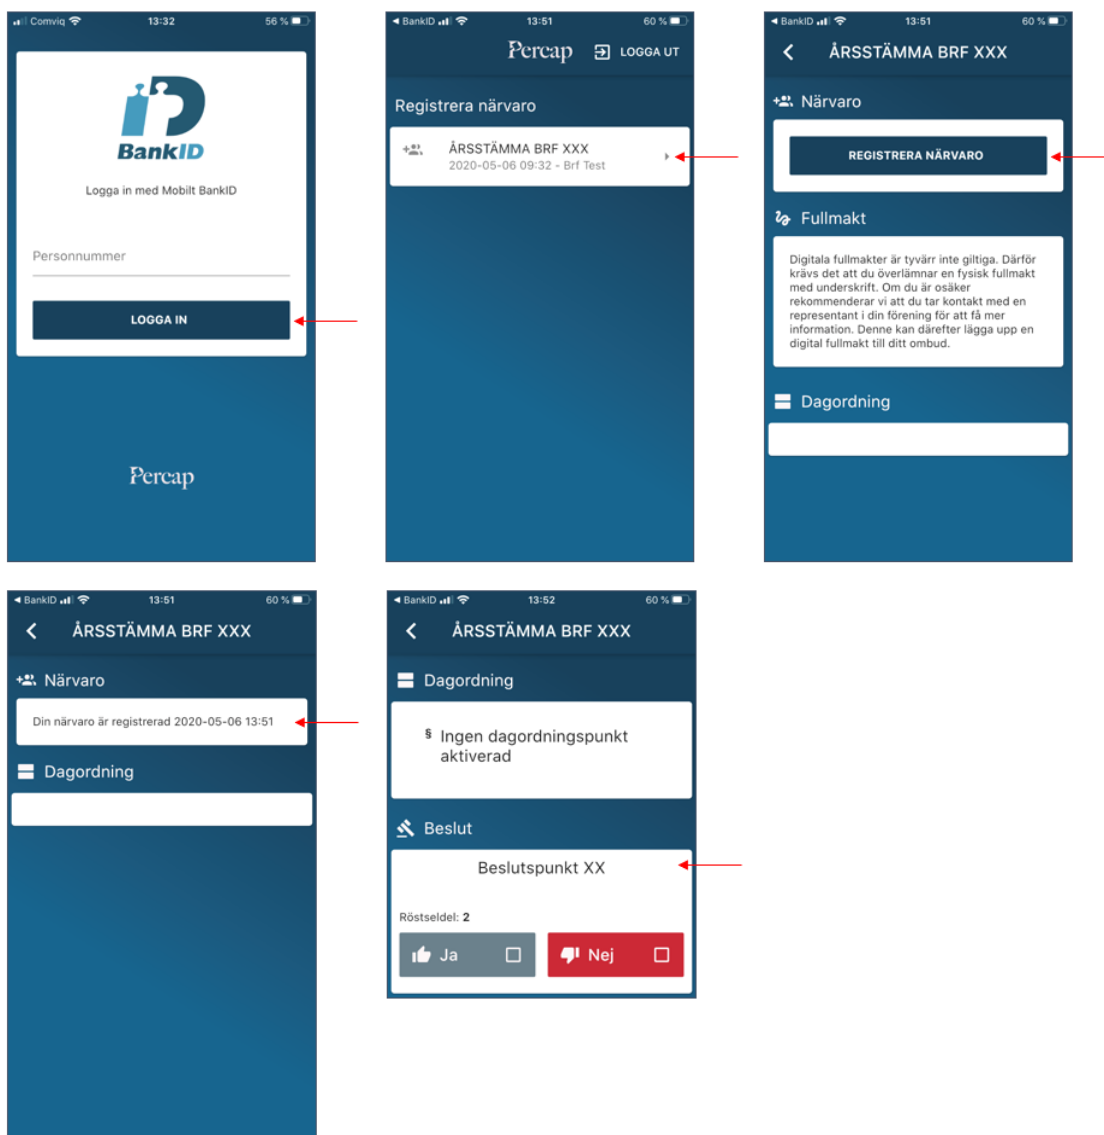 Comviq 13:32 56 %
BankID
Logga in med Mobilt BankID
Personnummer
LOGGA IN
Percap
BankID 13:51 60 %
Percap LOGGA UT
Registrera närvaro
ÅRSSTÄMMA BRF XXX
2020-05-06 09:32 - Brf Test
BankID 13:51 60 %
ÅRSSTÄMMA BRF XXX
Närvaro
REGISTRERA NÄRVARO
Fullmakt
Digitala fullmakter är tyvärr inte giltiga. Därför
krävs det att du överlämnar en fysisk fullmakt
med underskrift. Om du är osäker
rekommenderar vi att du tar kontakt med en
representant i din förening för att få mer
information. Denne kan därefter lägga upp en
digital fullmakt till ditt ombud.
Dagordning
BankID 13:51 60 %
ÅRSSTÄMMA BRF XXX
Närvaro
Din närvaro är registrerad 2020-05-06 13:51
Dagordning
BankID 13:52 60 %
ÅRSSTÄMMA BRF XXX
Dagordning
§ Ingen dagordningspunkt
aktiverad
Beslut
Beslutspunkt XX
Röstseldel: 2
Ja Nej